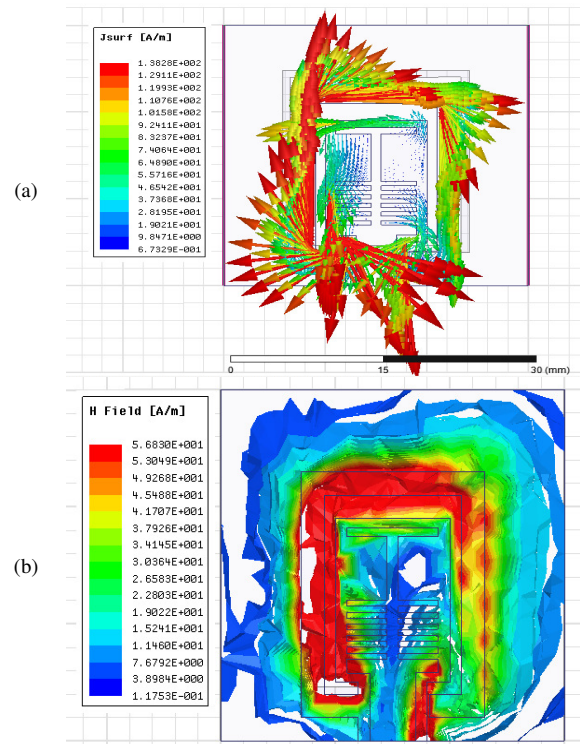 Jsurf [A/m]
1.3828E+002
1.2911E+002
1.1993E+002
1.1076E+002
1.0158E+002
9.2411E+001
8.3237E+001
7.4064E+001
6.4890E+001
5.5716E+001
4.6542E+001
3.7368E+001
2.8195E+001
1.9021E+001
9.8471E+000
6.7329E-001
(a)
0 15 30 (mm)
H Field [A/m]
5.6830E+001
5.3049E+001
4.9268E+001
4.5488E+001
4.1707E+001
3.7926E+001
3.4145E+001
3.0364E+001
2.6583E+001
2.2803E+001
1.9022E+001
1.5241E+001
1.1460E+001
7.6792E+000
3.8984E+000
1.1753E-001
(b)